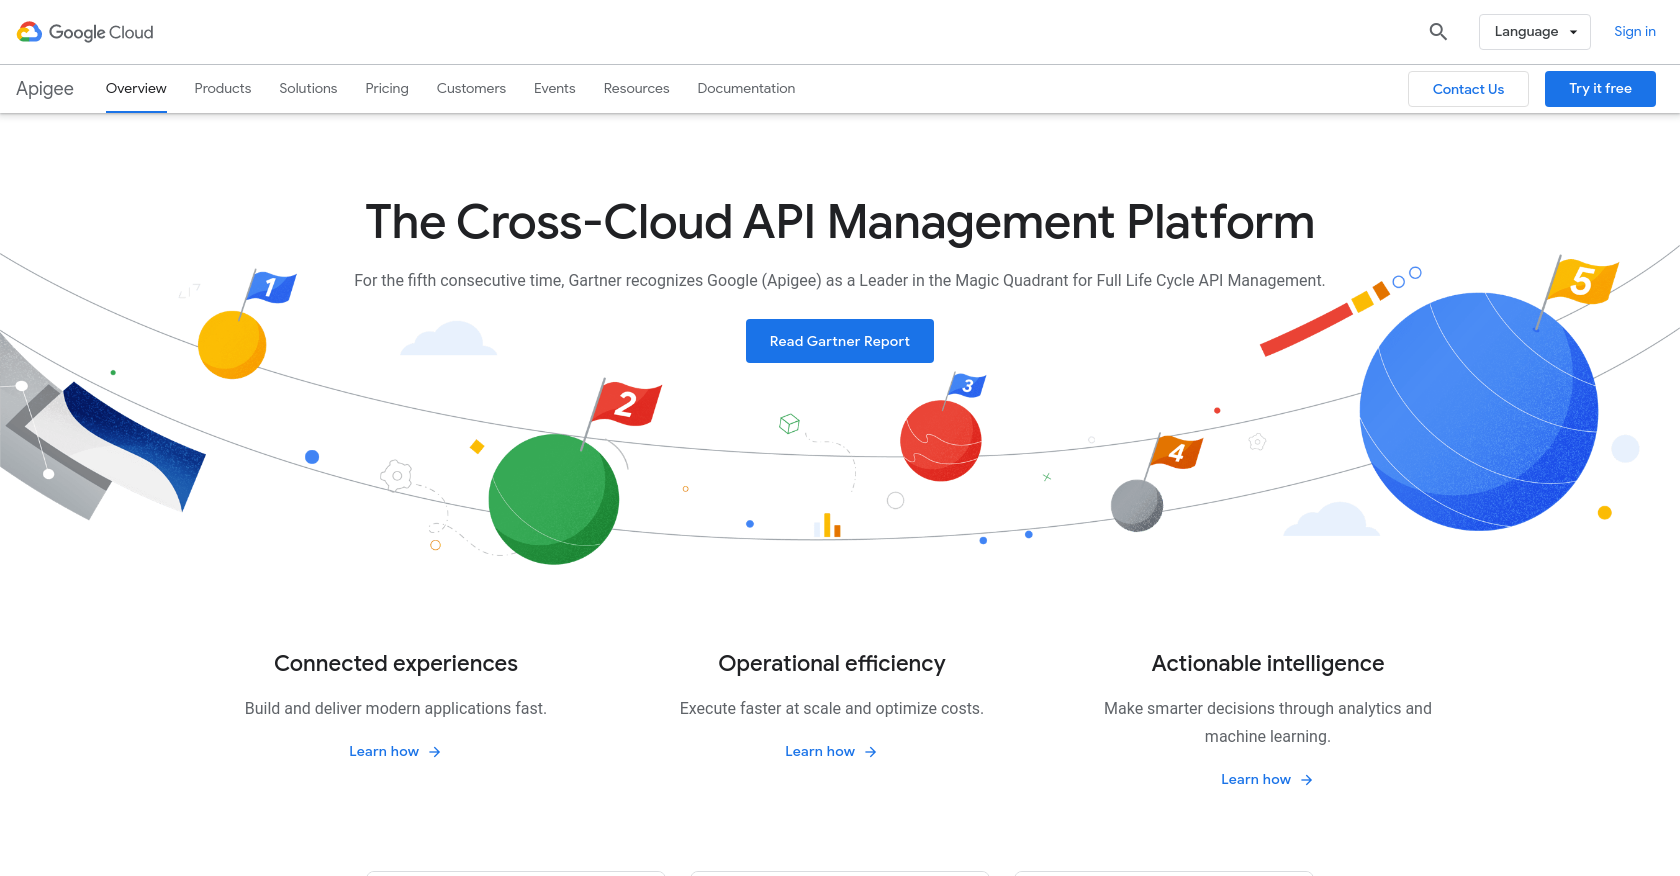 Google Cloud
Language
Sign in
Apigee
Overview
Products
Solutions
Pricing
Customers
Events
Resources
Documentation
Contact Us
Try it free
The Cross-Cloud API Management Platform
For the fifth consecutive time, Gartner recognizes Google (Apigee) as a Leader in the Magic Quadrant for Full Life Cycle API Management.
Read Gartner Report
1
2
3
4
5
Connected experiences
Build and deliver modern applications fast.
Learn how
Operational efficiency
Execute faster at scale and optimize costs.
Learn how
Actionable intelligence
Make smarter decisions through analytics and
machine learning.
Learn how